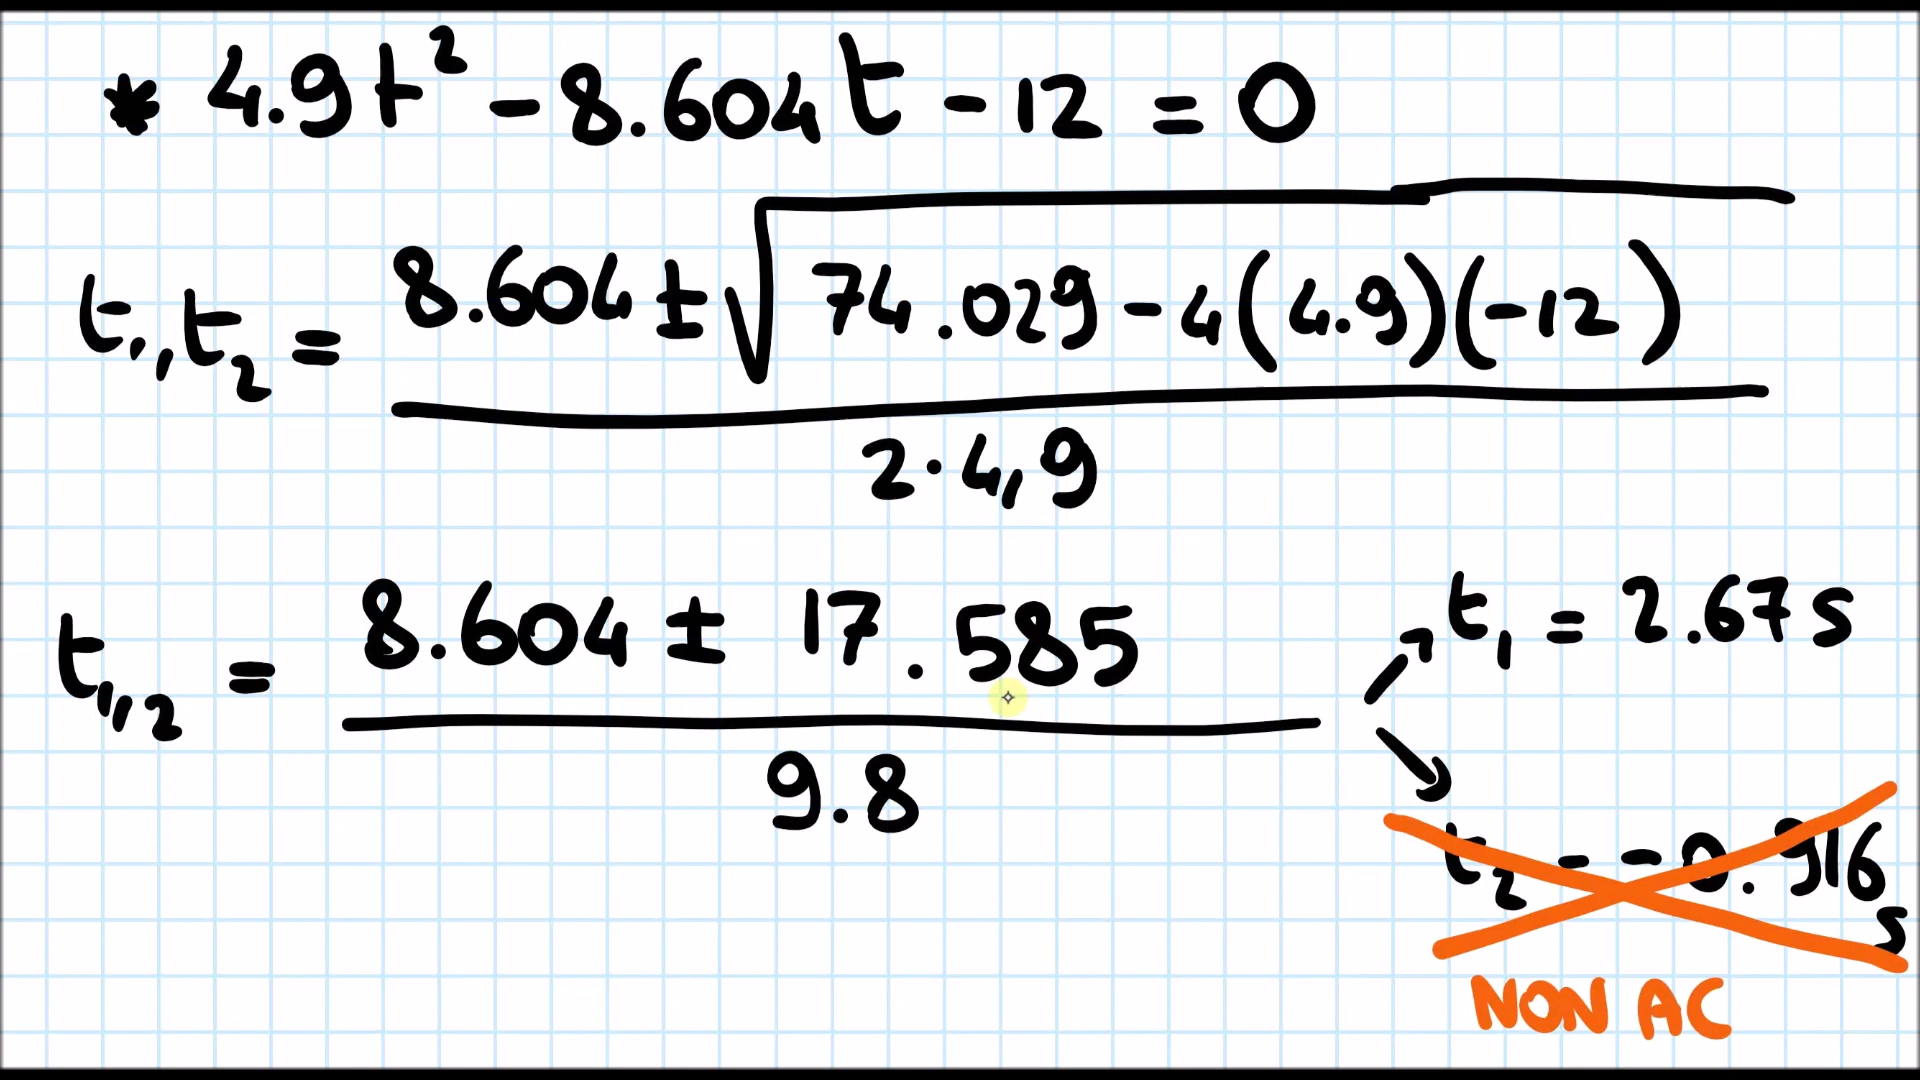 * 4.9t² - 8.604t - 12 = 0
t₁,t₂ = (8.604 ± √(74.029 - 4(4.9)(-12))) / (2·4,9)
t₁,₂ = (8.604 ± 17.585) / 9.8
t₁ = 2.67s
t₂ = -0.916 s
NON AC